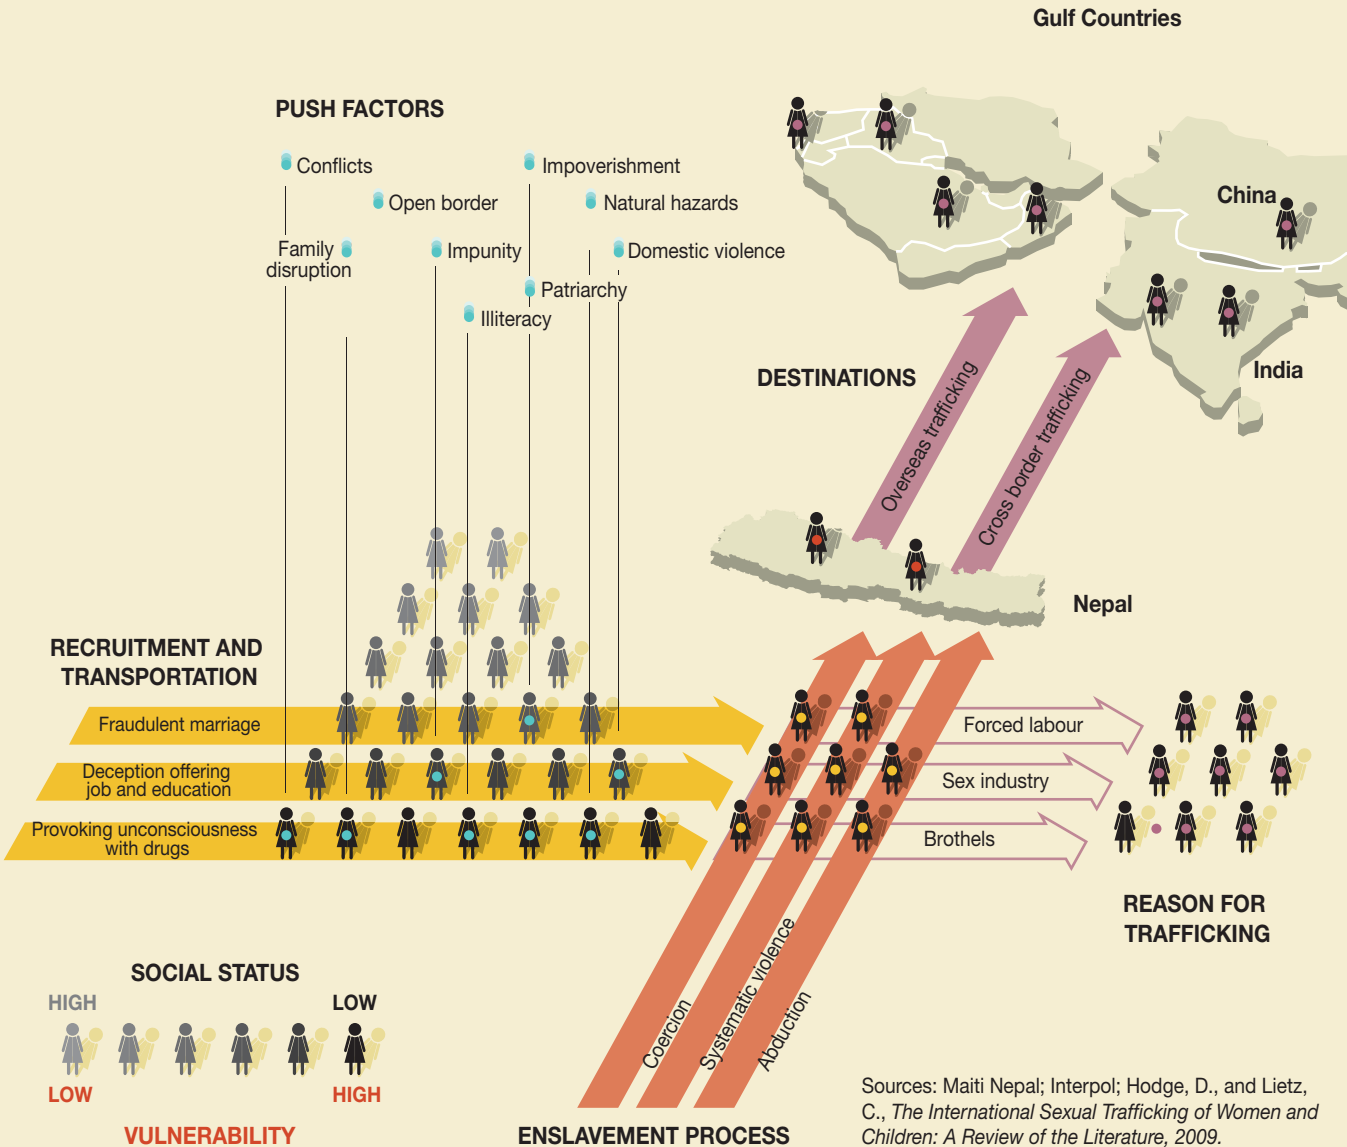 Gulf Countries
PUSH FACTORS
Conflicts
Impoverishment
Open border
Natural hazards
Family
disruption
Impunity
Domestic violence
Patriarchy
Illiteracy
China
India
DESTINATIONS
Overseas trafficking
Cross border trafficking
Nepal
RECRUITMENT AND
TRANSPORTATION
Fraudulent marriage
Deception offering
job and education
Provoking unconsciousness
with drugs
Forced labour
Sex industry
Brothels
REASON FOR
TRAFFICKING
Coercion
Systematic violence
Abduction
ENSLAVEMENT PROCESS
SOCIAL STATUS
HIGH
LOW
LOW
HIGH
VULNERABILITY
Sources: Maiti Nepal; Interpol; Hodge, D., and Lietz,
C., The International Sexual Trafficking of Women and
Children: A Review of the Literature, 2009.